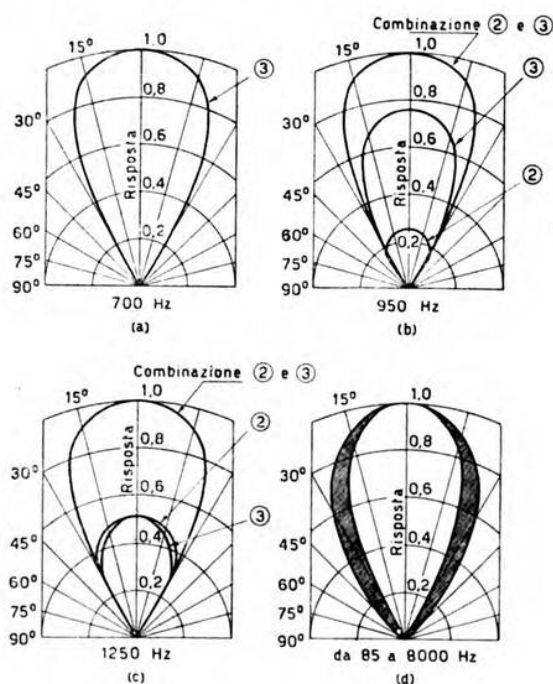 15° 1,0 ③
0,8
30°
0,6
Risposta
45°
0,4
60°
0,2
75°
90°
700 Hz
(a)
Combinazione ② e ③
15° 1,0
③
0,8
30°
0,6
Risposta
②
45°
0,4
60°
0,2
75°
90°
950 Hz
(b)
Combinazione ② e ③
15° 1,0
②
0,8
30°
Risposta
0,6
③
45°
0,4
60°
0,2
75°
90°
1250 Hz
(c)
15° 1,0
0,8
30°
0,6
Risposta
45°
0,4
60°
0,2
75°
90°
da 85 a 8000 Hz
(d)